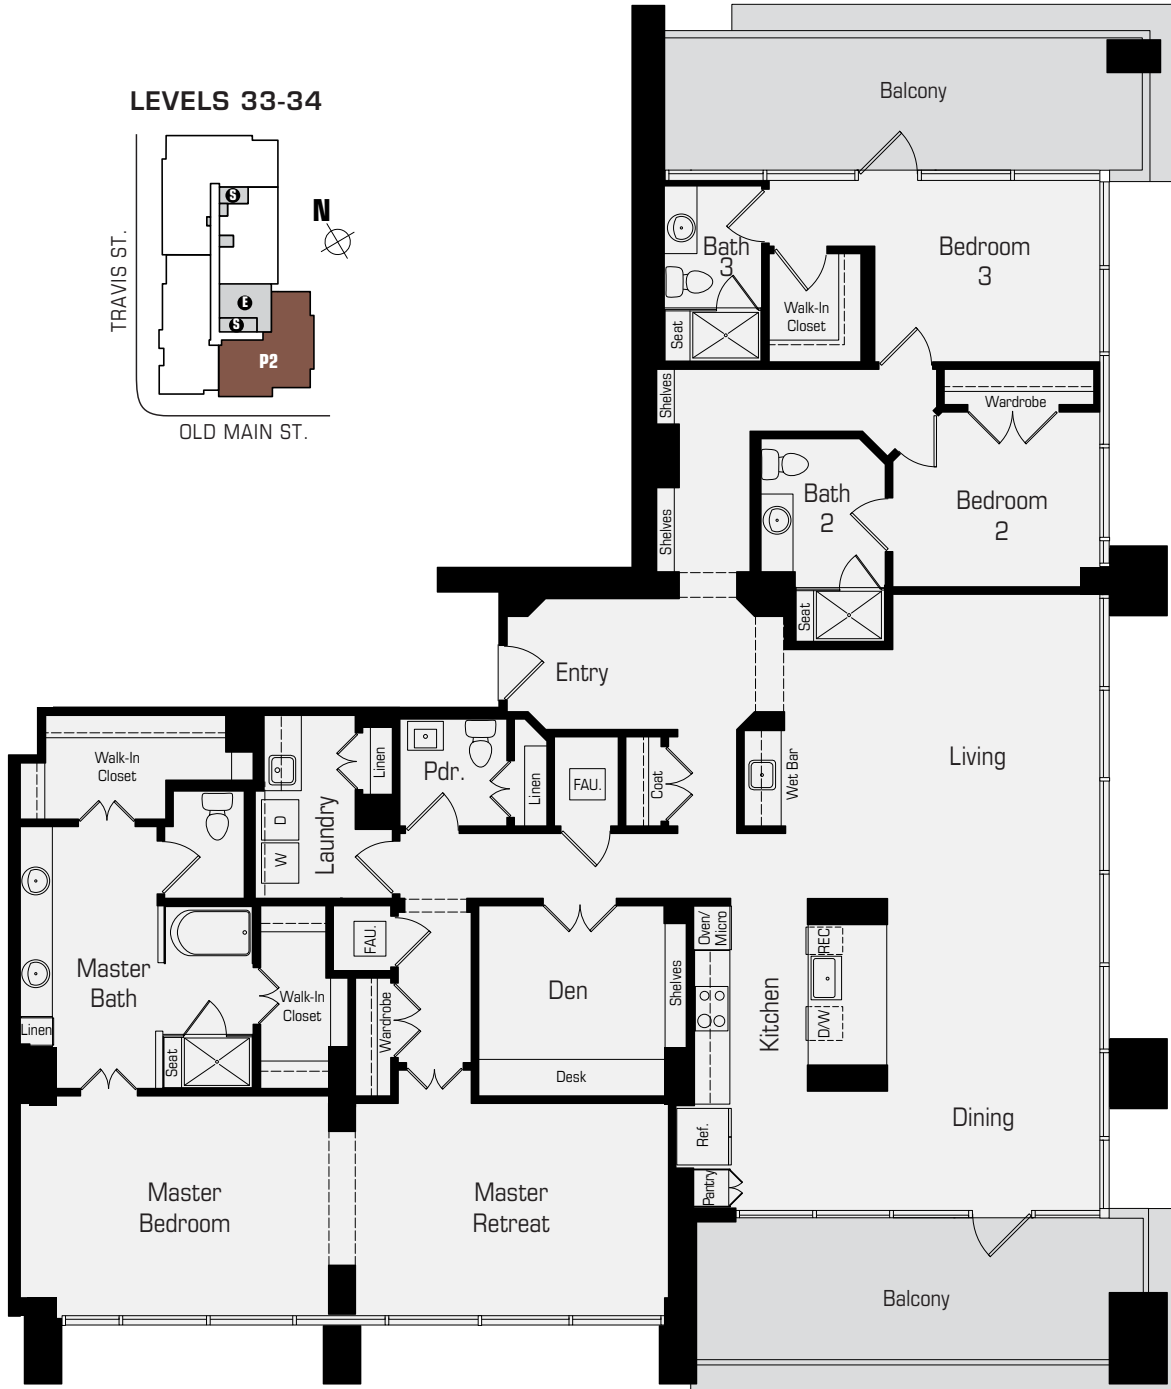 LEVELS 33-34
TRAVIS ST.
OLD MAIN ST.
N
S
E
S
P2
Balcony
Bath
3
Bedroom
3
Walk-In
Closet
Seat
Shelves
Wardrobe
Bath
2
Bedroom
2
Shelves
Seat
Entry
Walk-In
Closet
Linen
Pdr.
Linen
FAU.
Coat
Wet Bar
Living
D
W
Laundry
Master
Bath
Linen
Seat
Walk-In
Closet
FAU.
Wardrobe
Den
Shelves
Desk
Oven/
Micro
Kitchen
REC
D/W
Ref.
Pantry
Dining
Master
Bedroom
Master
Retreat
Balcony